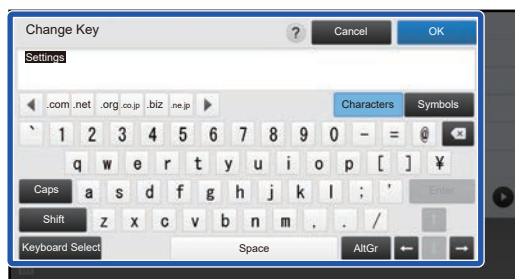 Change Key ? Cancel OK
Settings
.com .net .org .co.jp .biz .ne.jp Characters Symbols
` 1 2 3 4 5 6 7 8 9 0 - = @
q w e r t y u i o p [ ] ¥
Caps a s d f g h j k l ; ' Enter
Shift z x c v b n m , . /
Keyboard Select Space AltGr